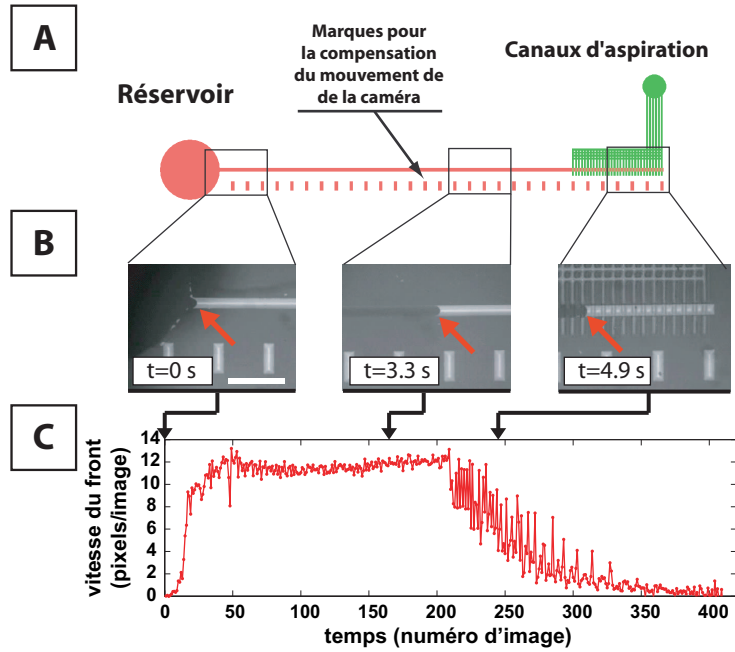 A
Marques pour
la compensation
du mouvement de
de la caméra
Canaux d'aspiration
Réservoir
B
t=0 s
t=3.3 s
t=4.9 s
C
vitesse du front
(pixels/image)
14
12
10
8
6
4
2
0
0 50 100 150 200 250 300 350 400
temps (numéro d'image)